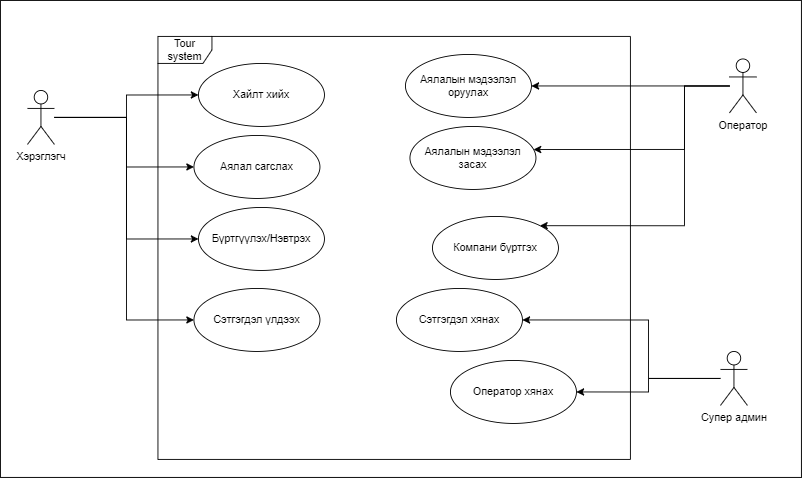 Tour
system
Хайлт хийх
Аялалын мэдээлэл
оруулах
Оператор
Хэрэглэгч
Аялал сагслах
Аялалын мэдээлэл
засах
Бүртгүүлэх/Нэвтрэх
Компани бүртгэх
Сэтгэгдэл үлдээх
Сэтгэгдэл хянах
Оператор хянах
Супер админ